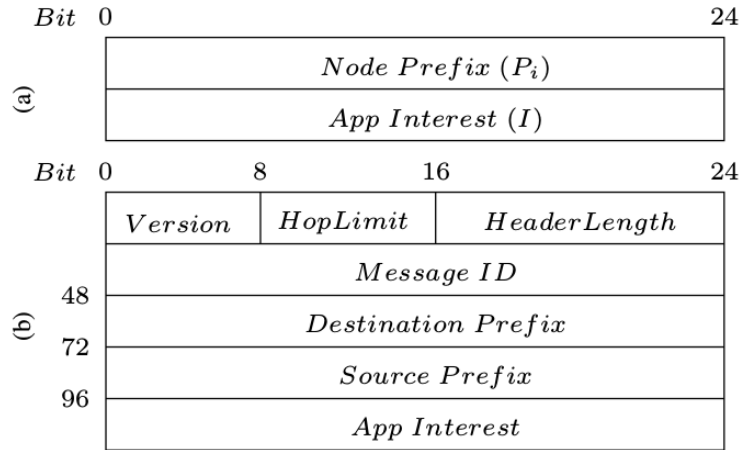 Bit 0 24
(a)
Node Prefix (P_i)
App Interest (I)
Bit 0 8 16 24
Version HopLimit HeaderLength
Message ID
48
(b)
Destination Prefix
72
Source Prefix
96
App Interest